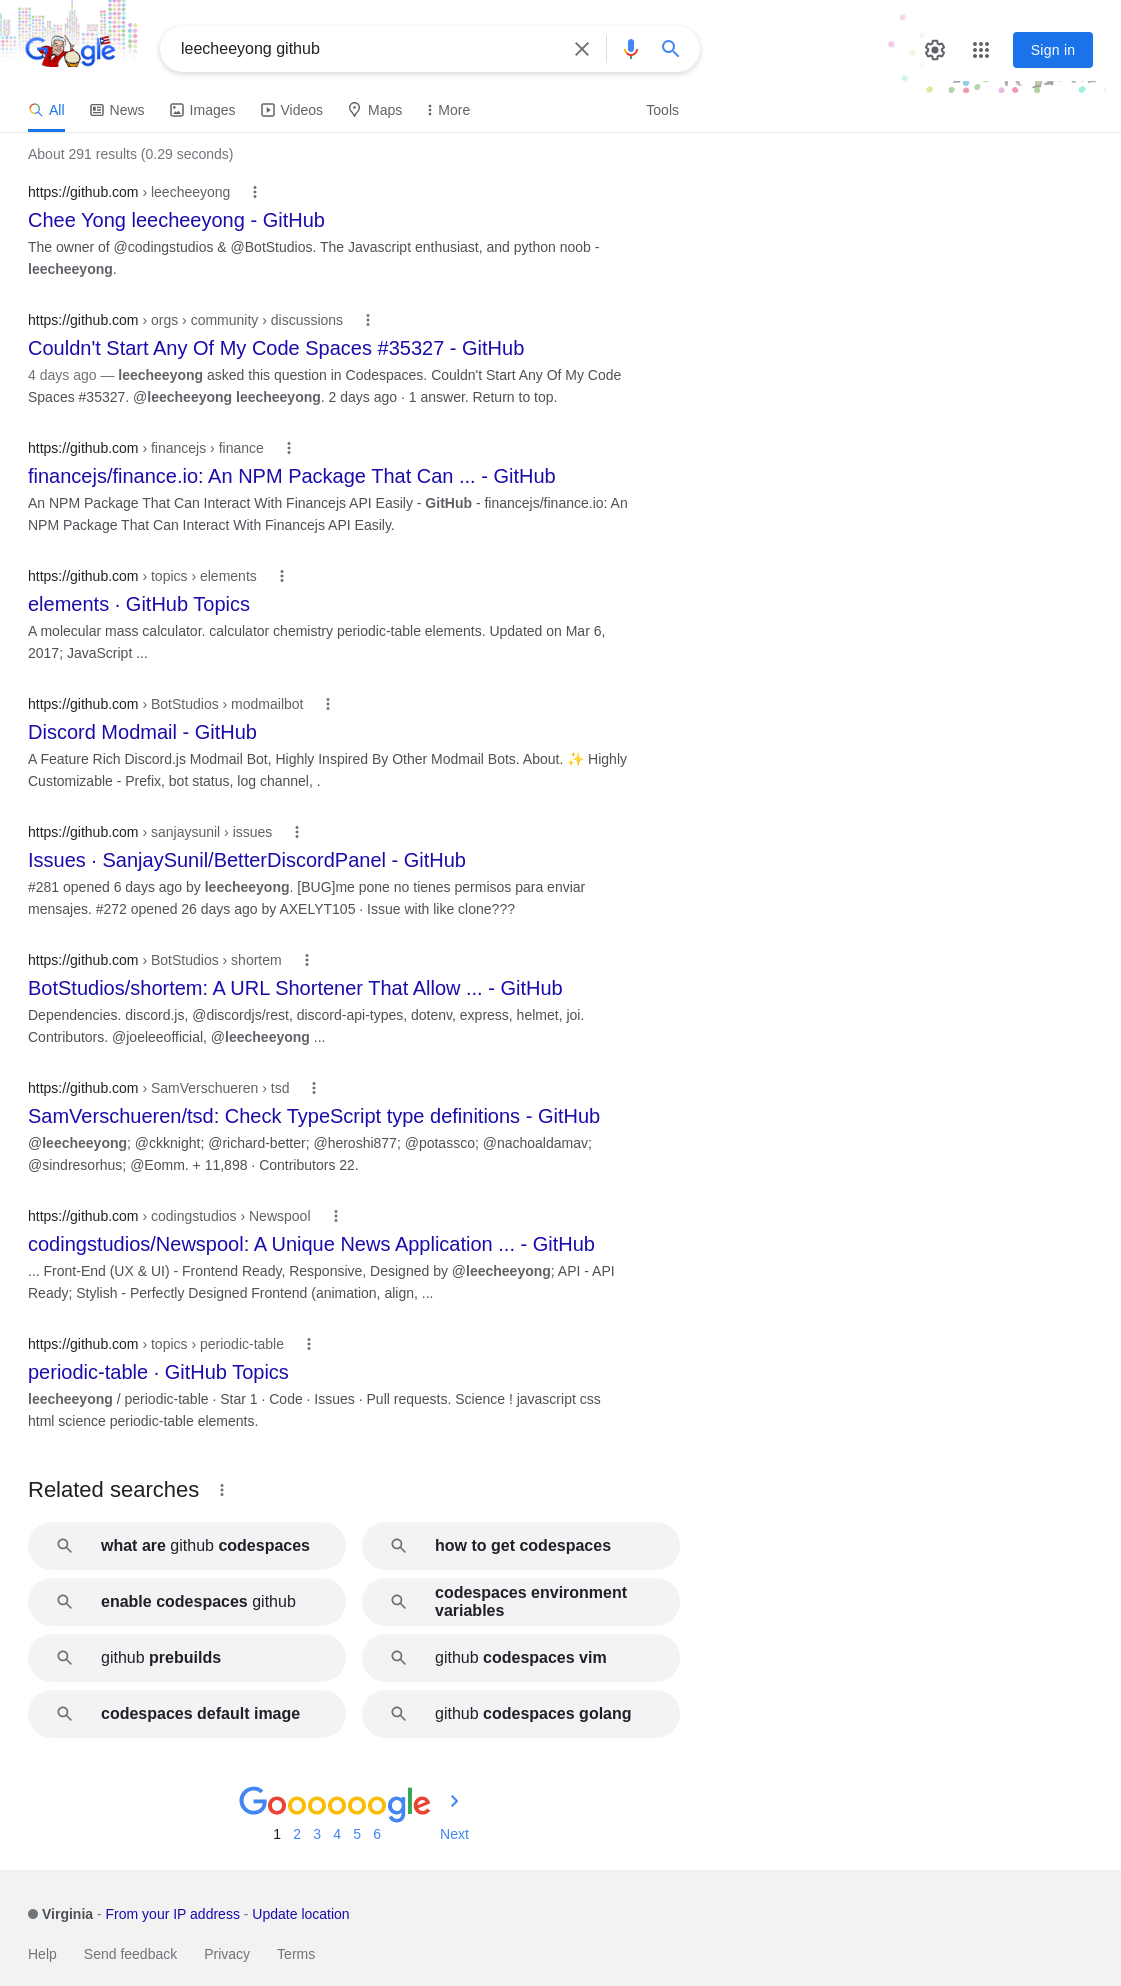 Google
leecheeyong github
Sign in
All News Images Videos Maps More Tools
About 291 results (0.29 seconds)
https://github.com › leecheeyong
Chee Yong leecheeyong - GitHub
The owner of @codingstudios & @BotStudios. The Javascript enthusiast, and python noob -
leecheeyong.
https://github.com › orgs › community › discussions
Couldn't Start Any Of My Code Spaces #35327 - GitHub
4 days ago — leecheeyong asked this question in Codespaces. Couldn't Start Any Of My Code
Spaces #35327. @leecheeyong leecheeyong. 2 days ago · 1 answer. Return to top.
https://github.com › financejs › finance
financejs/finance.io: An NPM Package That Can ... - GitHub
An NPM Package That Can Interact With Financejs API Easily - GitHub - financejs/finance.io: An
NPM Package That Can Interact With Financejs API Easily.
https://github.com › topics › elements
elements · GitHub Topics
A molecular mass calculator. calculator chemistry periodic-table elements. Updated on Mar 6,
2017; JavaScript ...
https://github.com › BotStudios › modmailbot
Discord Modmail - GitHub
A Feature Rich Discord.js Modmail Bot, Highly Inspired By Other Modmail Bots. About. ✨ Highly
Customizable - Prefix, bot status, log channel, .
https://github.com › sanjaysunil › issues
Issues · SanjaySunil/BetterDiscordPanel - GitHub
#281 opened 6 days ago by leecheeyong. [BUG]me pone no tienes permisos para enviar
mensajes. #272 opened 26 days ago by AXELYT105 · Issue with like clone???
https://github.com › BotStudios › shortem
BotStudios/shortem: A URL Shortener That Allow ... - GitHub
Dependencies. discord.js, @discordjs/rest, discord-api-types, dotenv, express, helmet, joi.
Contributors. @joeleeofficial, @leecheeyong ...
https://github.com › SamVerschueren › tsd
SamVerschueren/tsd: Check TypeScript type definitions - GitHub
@leecheeyong; @ckknight; @richard-better; @heroshi877; @potassco; @nachoaldamav;
@sindresorhus; @Eomm. + 11,898 · Contributors 22.
https://github.com › codingstudios › Newspool
codingstudios/Newspool: A Unique News Application ... - GitHub
... Front-End (UX & UI) - Frontend Ready, Responsive, Designed by @leecheeyong; API - API
Ready; Stylish - Perfectly Designed Frontend (animation, align, ...
https://github.com › topics › periodic-table
periodic-table · GitHub Topics
leecheeyong / periodic-table · Star 1 · Code · Issues · Pull requests. Science ! javascript css
html science periodic-table elements.
Related searches
what are github codespaces
how to get codespaces
enable codespaces github
codespaces environment
variables
github prebuilds
github codespaces vim
codespaces default image
github codespaces golang
Goooooogle
1 2 3 4 5 6 Next
Virginia - From your IP address - Update location
Help Send feedback Privacy Terms